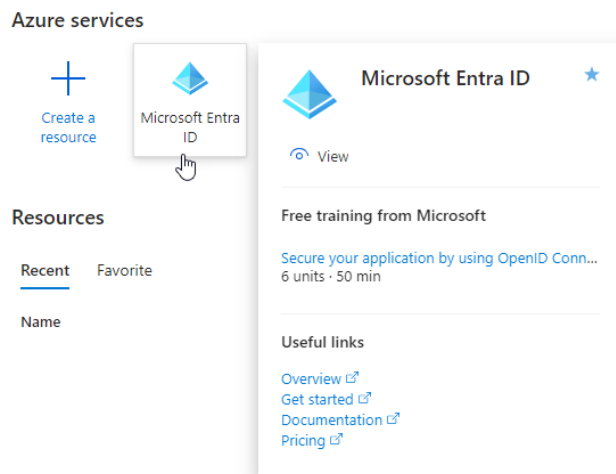 Azure services
Create a
resource
Microsoft Entra
ID
Microsoft Entra ID
View
Resources
Recent
Favorite
Name
Free training from Microsoft
Secure your application by using OpenID Conn...
6 units · 50 min
Useful links
Overview
Get started
Documentation
Pricing